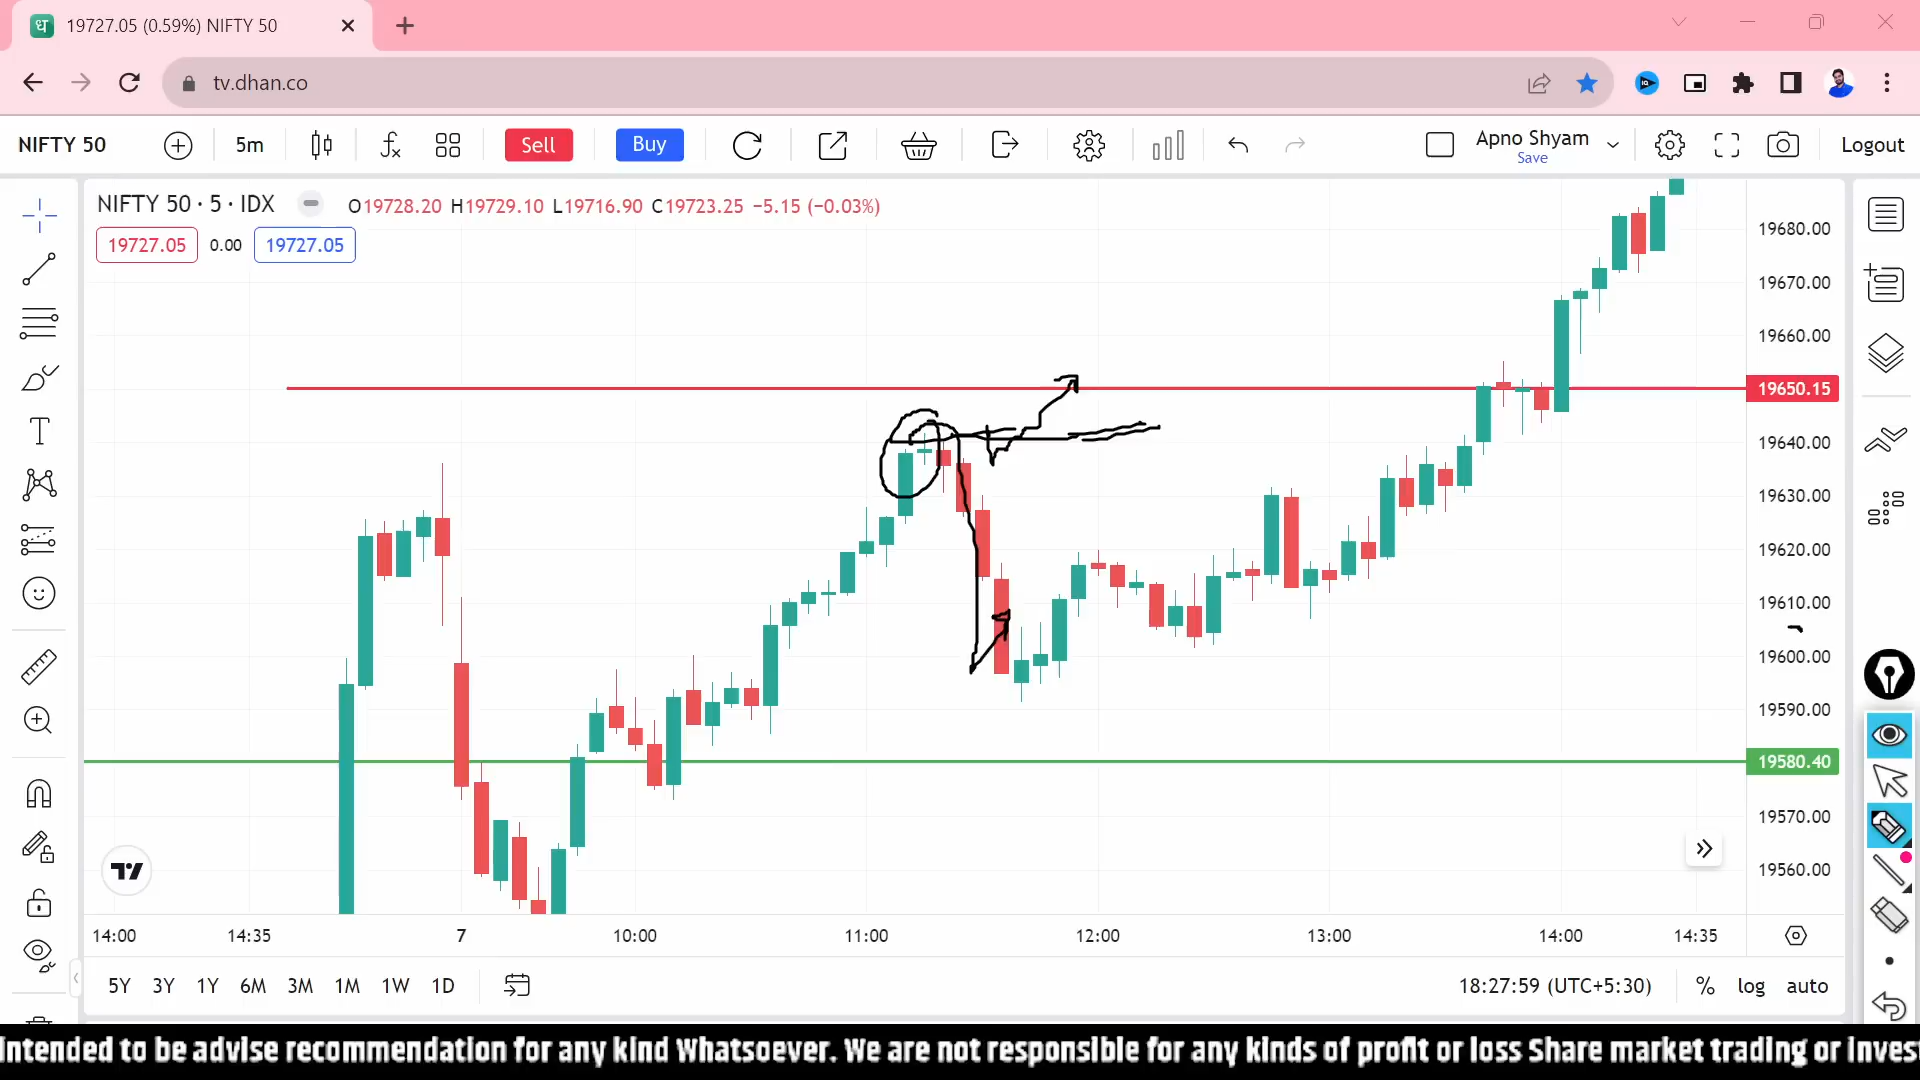 ध 19727.05 (0.59%) NIFTY 50
tv.dhan.co
NIFTY 50 5m fx Sell Buy Apno Shyam Save Logout
NIFTY 50 · 5 · IDX O19728.20 H19729.10 L19716.90 C19723.25 −5.15 (−0.03%)
19727.05 0.00 19727.05
19680.00
19670.00
19660.00
19650.15
19640.00
19630.00
19620.00
19610.00
19600.00
19590.00
19580.40
19570.00
19560.00
14:00 14:35 7 10:00 11:00 12:00 13:00 14:00 14:35
5Y 3Y 1Y 6M 3M 1M 1W 1D 18:27:59 (UTC+5:30) % log auto
Intended to be advise recommendation for any kind Whatsoever. We are not responsible for any kinds of profit or loss Share market trading or inves